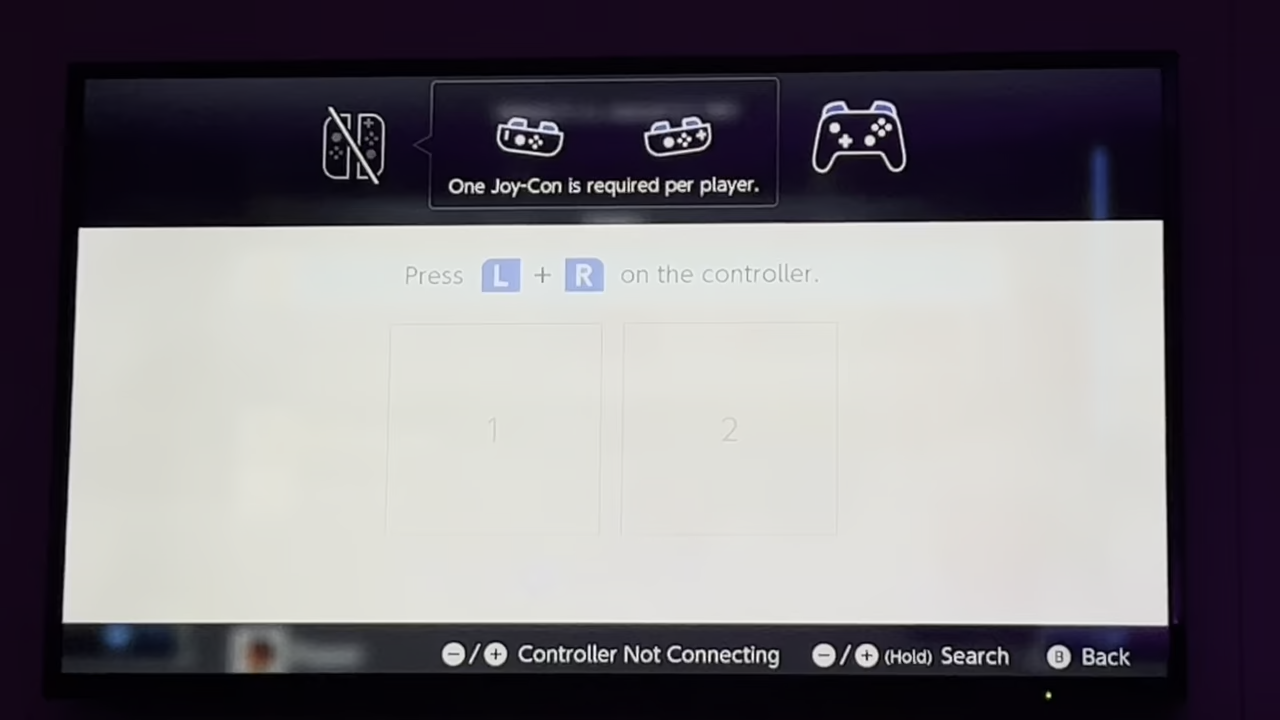 One Joy-Con is required per player.
Press L + R on the controller.
1 2
−/+ Controller Not Connecting −/+ (Hold) Search B Back